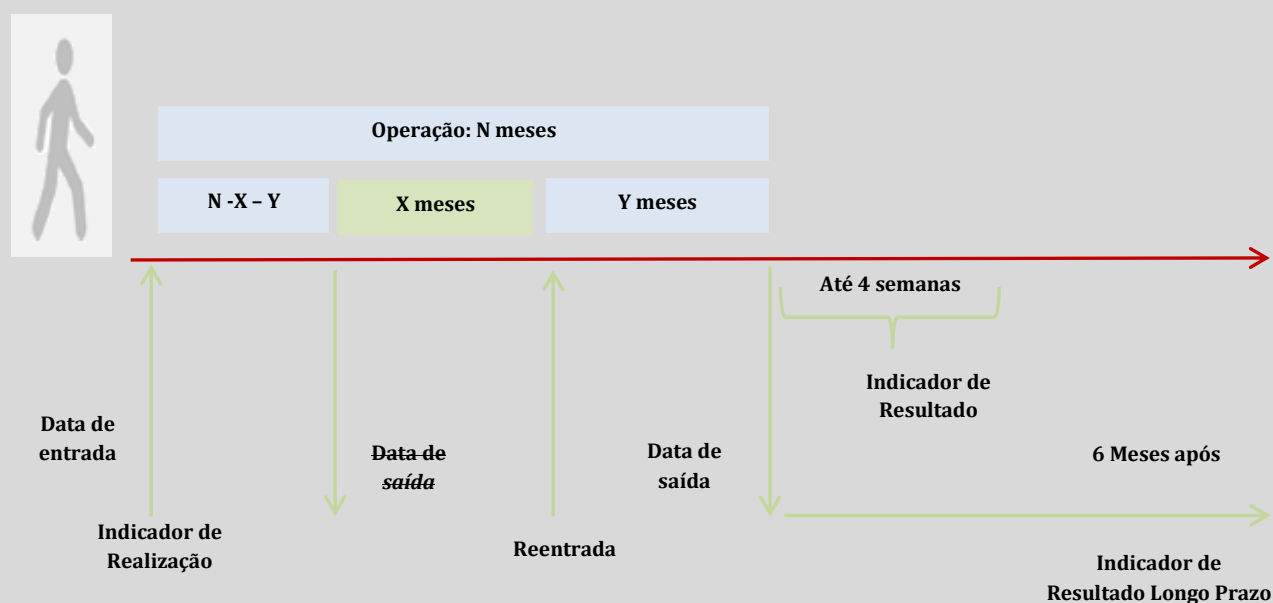 Operação: N meses
N -X – Y
X meses
Y meses
Até 4 semanas
Indicador de
Resultado
Data de
entrada
Data de
saída
Data de
saída
6 Meses após
Indicador de
Realização
Reentrada
Indicador de
Resultado Longo Prazo